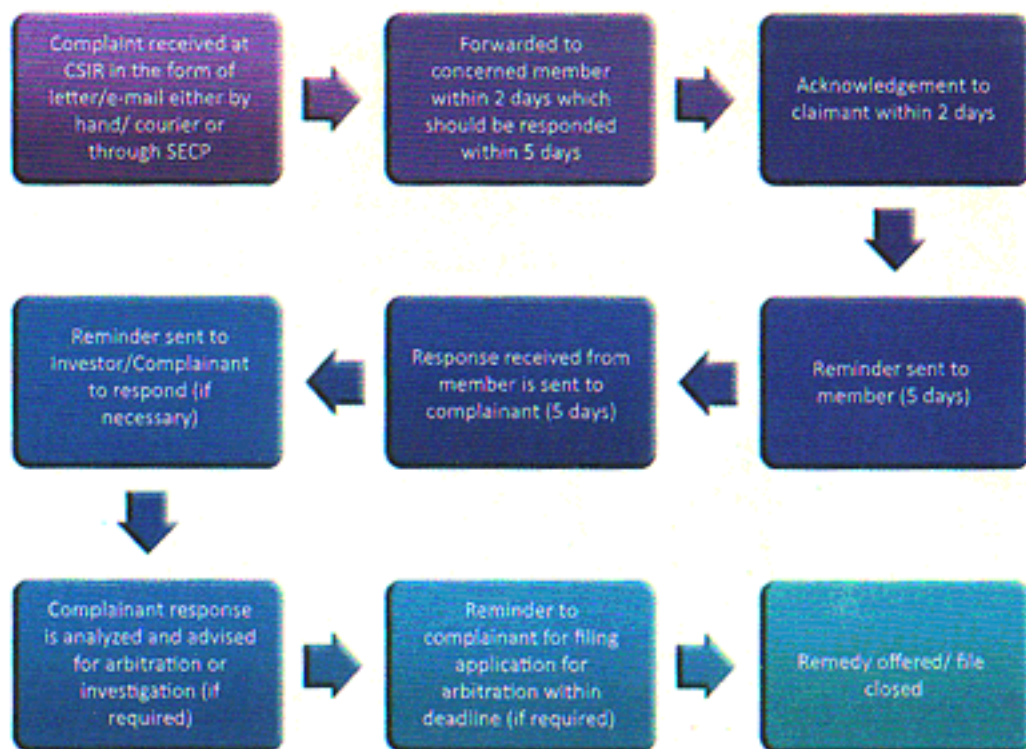 Complaint received at
CSIR in the form of
letter/e-mail either by
hand/ courier or
through SECP
Forwarded to
concerned member
within 2 days which
should be responded
within 5 days
Acknowledgement to
claimant within 2 days
Reminder sent to
member (5 days)
Response received from
member is sent to
complainant (5 days)
Reminder sent to
Investor/Complainant
to respond (if
necessary)
Complainant response
is analyzed and advised
for arbitration or
investigation (if
required)
Reminder to
complainant for filing
application for
arbitration within
deadline (if required)
Remedy offered/ file
closed